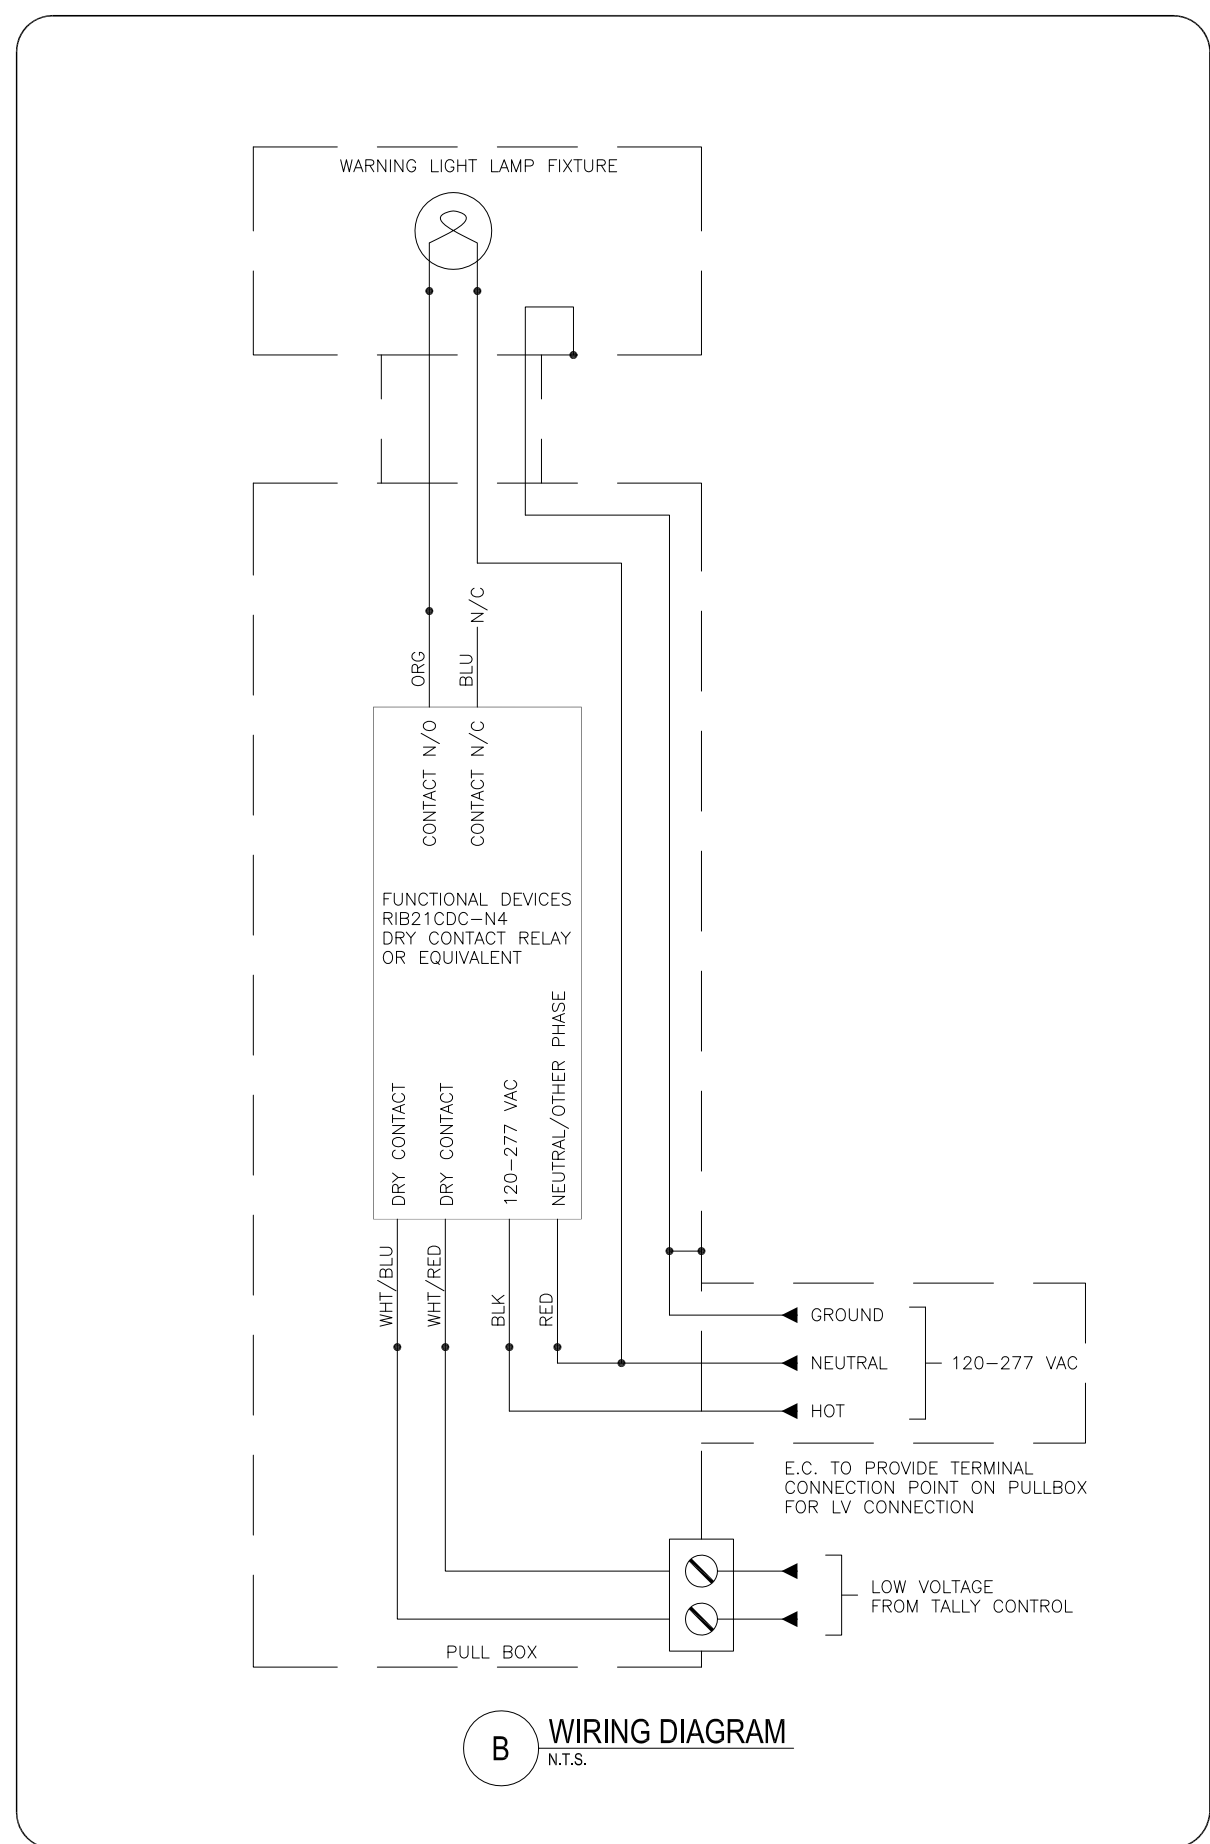 WARNING LIGHT LAMP FIXTURE
N/C
ORG
BLU
CONTACT N/O
CONTACT N/C
FUNCTIONAL DEVICES
RIB21CDC-N4
DRY CONTACT RELAY
OR EQUIVALENT
DRY CONTACT
DRY CONTACT
120-277 VAC
NEUTRAL/OTHER PHASE
WHT/BLU
WHT/RED
BLK
RED
GROUND
NEUTRAL
120-277 VAC
HOT
E.C. TO PROVIDE TERMINAL
CONNECTION POINT ON PULLBOX
FOR LV CONNECTION
LOW VOLTAGE
FROM TALLY CONTROL
PULL BOX
B
WIRING DIAGRAM
N.T.S.